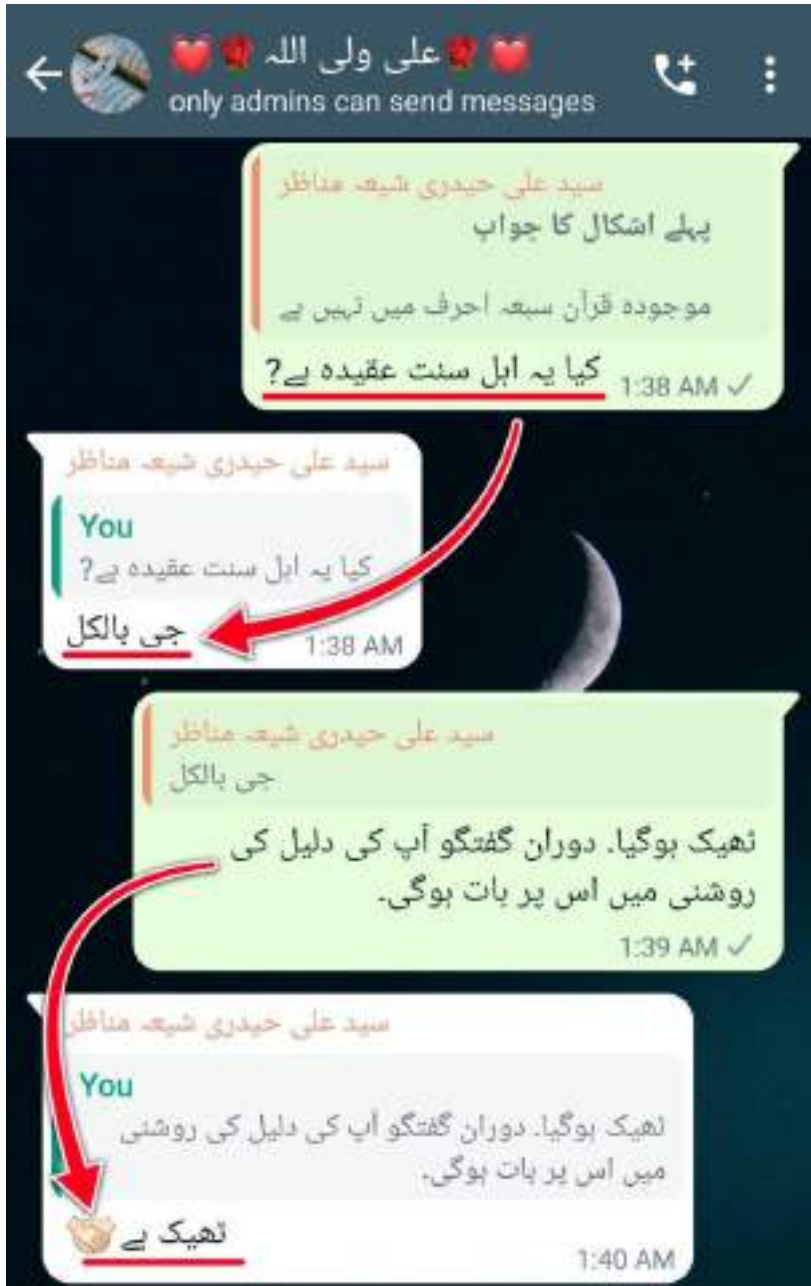 ❤️🌹علی ولی اللہ🌹❤️
only admins can send messages
سید علی حیدری شیعہ مناظر
پہلے اشکال کا جواب
موجودہ قرآن سبعہ احرف میں نہیں ہے
کیا یہ اہل سنت عقیدہ ہے?
1:38 AM ✓
سید علی حیدری شیعہ مناظر
You
کیا یہ اہل سنت عقیدہ ہے?
جی بالکل
1:38 AM
سید علی حیدری شیعہ مناظر
جی بالکل
ٹھیک ہوگیا۔ دوران گفتگو آپ کی دلیل کی
روشنی میں اس پر بات ہوگی۔
1:39 AM ✓
سید علی حیدری شیعہ مناظر
You
ٹھیک ہوگیا۔ دوران گفتگو آپ کی دلیل کی روشنی
میں اس پر بات ہوگی۔
ٹھیک ہے 🤝🏻
1:40 AM